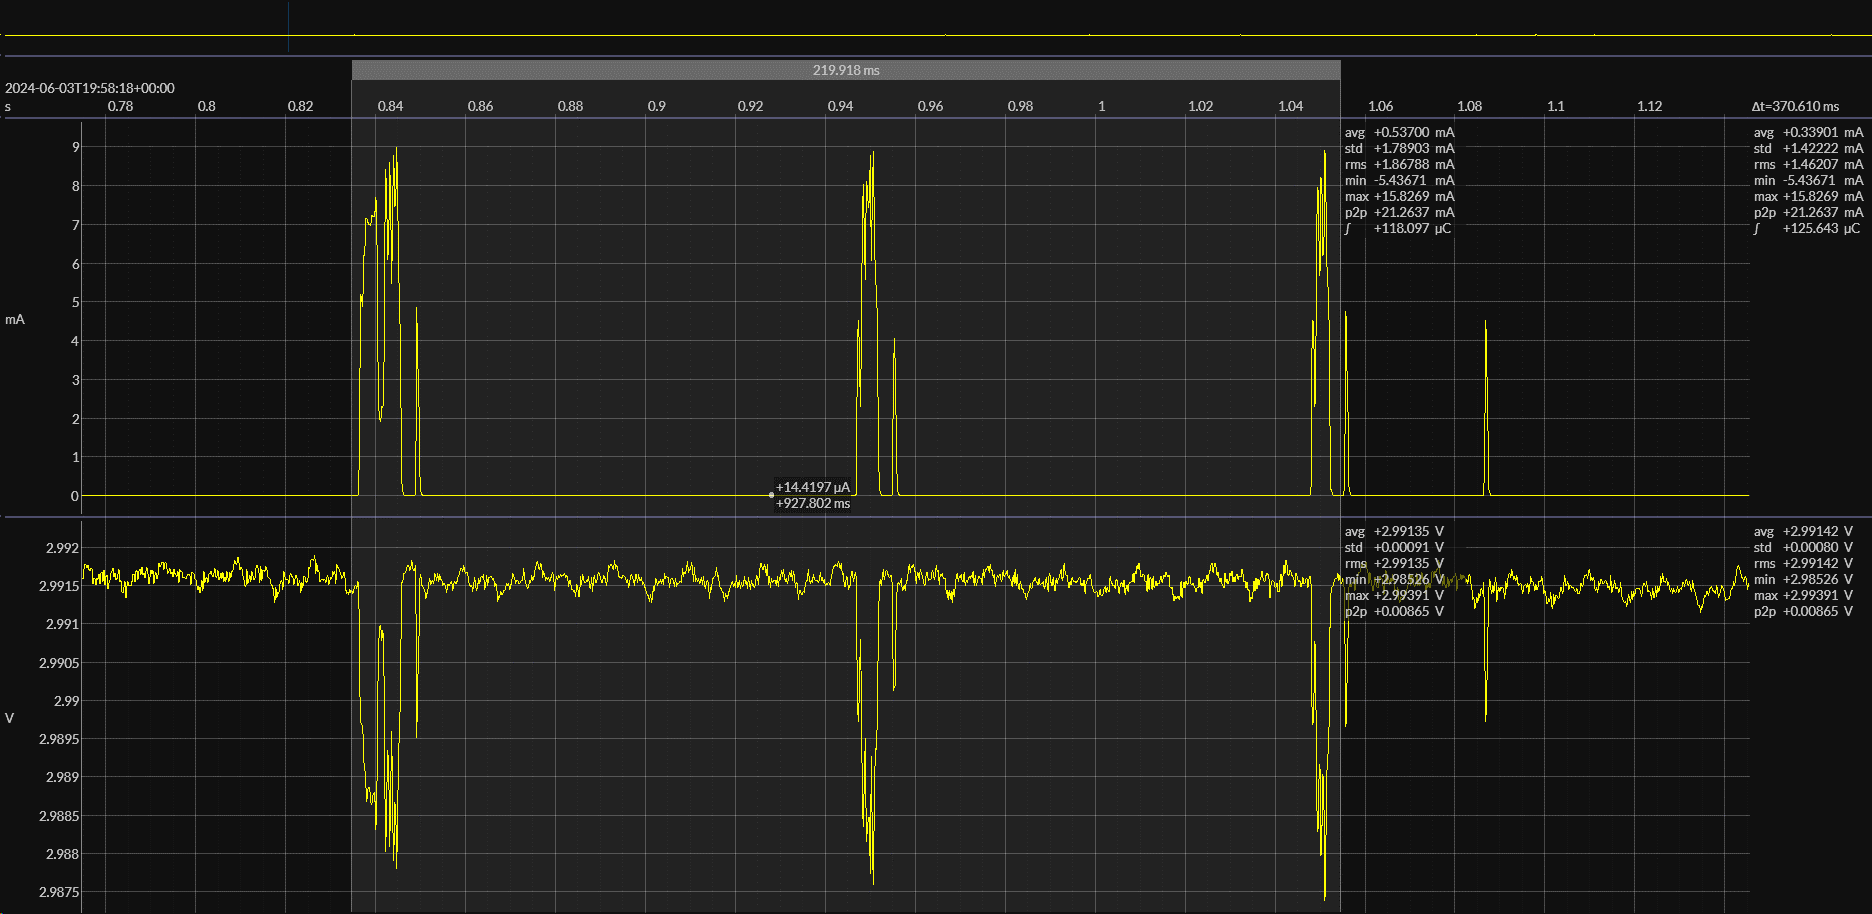 219.918 ms
2024-06-03T19:58:18+00:00
s 0.78 0.8 0.82 0.84 0.86 0.88 0.9 0.92 0.94 0.96 0.98 1 1.02 1.04 1.06 1.08 1.1 1.12 Δt=370.610 ms
mA
9
8
7
6
5
4
3
2
1
0
+14.4197 µA
+927.802 ms
avg +0.53700 mA
std +1.78903 mA
rms +1.86788 mA
min -5.43671 mA
max +15.8269 mA
p2p +21.2637 mA
∫ +118.097 µC
avg +0.33901 mA
std +1.42222 mA
rms +1.46207 mA
min -5.43671 mA
max +15.8269 mA
p2p +21.2637 mA
∫ +125.643 µC
V
2.992
2.9915
2.991
2.9905
2.99
2.9895
2.989
2.9885
2.988
2.9875
avg +2.99135 V
std +0.00091 V
rms +2.99135 V
min +2.98526 V
max +2.99391 V
p2p +0.00865 V
avg +2.99142 V
std +0.00080 V
rms +2.99142 V
min +2.98526 V
max +2.99391 V
p2p +0.00865 V